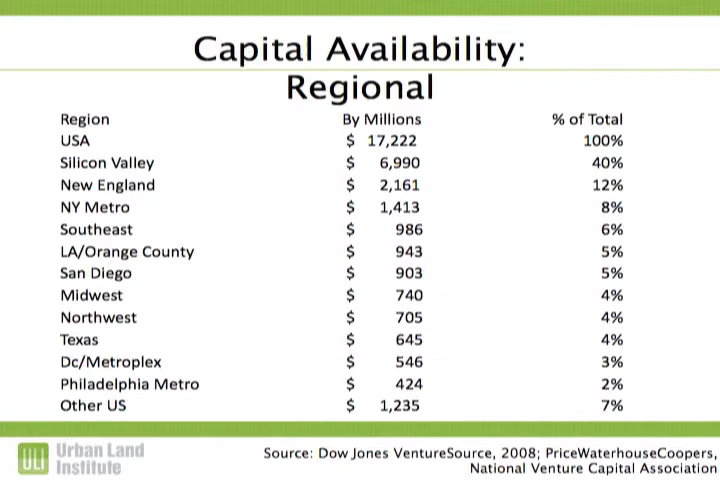 Capital Availability:
Regional
Region By Millions % of Total
USA $ 17,222 100%
Silicon Valley $ 6,990 40%
New England $ 2,161 12%
NY Metro $ 1,413 8%
Southeast $ 986 6%
LA/Orange County $ 943 5%
San Diego $ 903 5%
Midwest $ 740 4%
Northwest $ 705 4%
Texas $ 645 4%
Dc/Metroplex $ 546 3%
Philadelphia Metro $ 424 2%
Other US $ 1,235 7%
ULI Urban Land
Institute
Source: Dow Jones VentureSource, 2008; PriceWaterhouseCoopers,
National Venture Capital Association